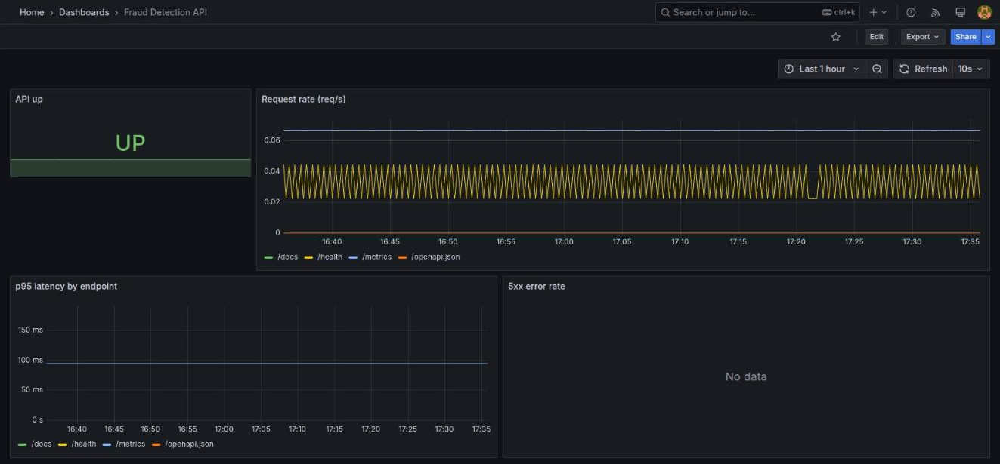 Home › Dashboards › Fraud Detection API
Search or jump to... ctrl+k
Edit Export Share
Last 1 hour Refresh 10s
API up
UP
Request rate (req/s)
0.06
0.04
0.02
0
16:40 16:45 16:50 16:55 17:00 17:05 17:10 17:15 17:20 17:25 17:30 17:35
/docs /health /metrics /openapi.json
p95 latency by endpoint
150 ms
100 ms
50 ms
0 s
16:40 16:45 16:50 16:55 17:00 17:05 17:10 17:15 17:20 17:25 17:30 17:35
/docs /health /metrics /openapi.json
5xx error rate
No data